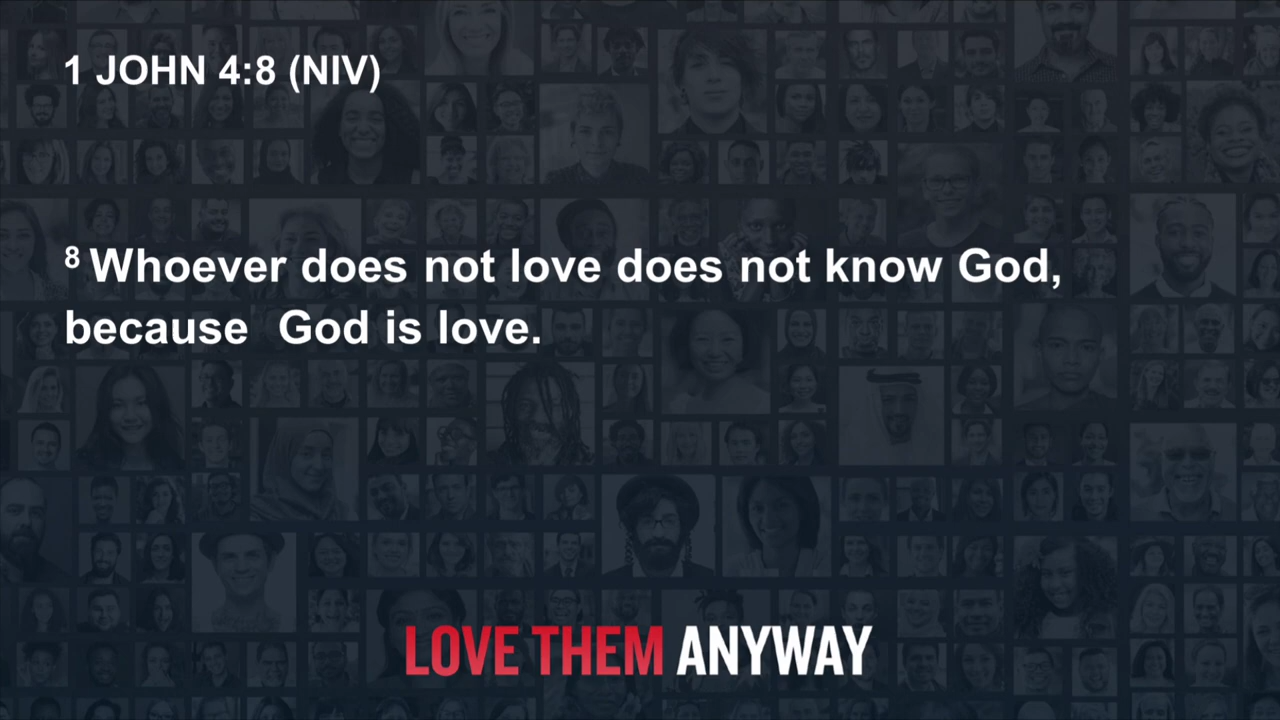 1 JOHN 4:8 (NIV)
8 Whoever does not love does not know God,
because  God is love.
LOVE THEM ANYWAY